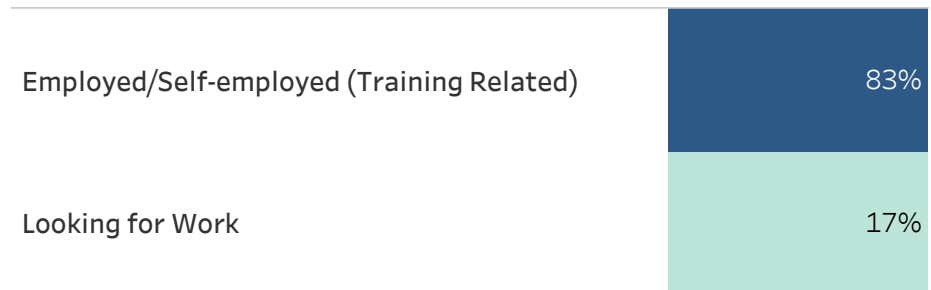 Employed/Self-employed (Training Related) 83%
Looking for Work 17%